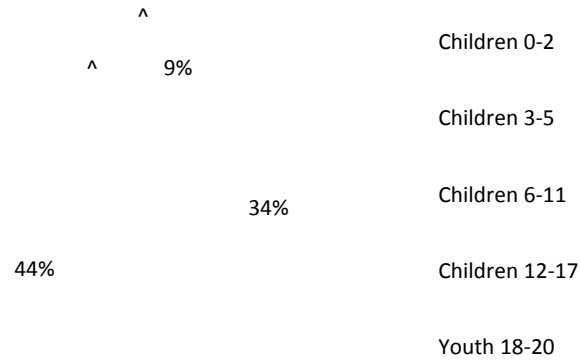 ^
Children 0-2
^ 9%
Children 3-5
Children 6-11
34%
44%
Children 12-17
Youth 18-20